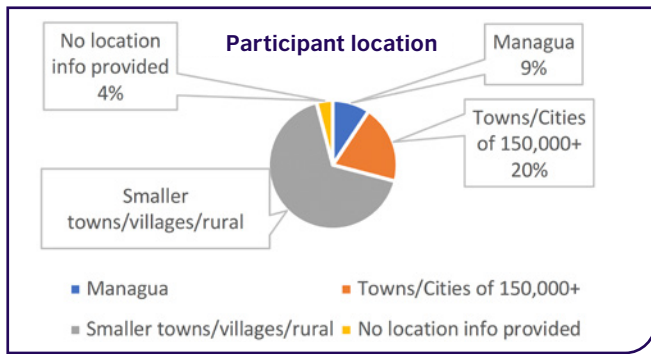 Participant location
No location
info provided
4%
Managua
9%
Towns/Cities
of 150,000+
20%
Smaller
towns/villages/rural
Managua
Towns/Cities of 150,000+
Smaller towns/villages/rural
No location info provided